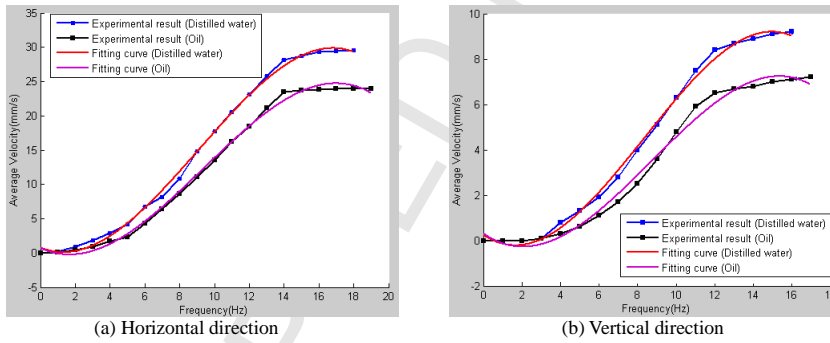 35
30
25
20
15
10
5
0
-5
Average Velocity(mm/s)
Experimental result (Distilled water)
Experimental result (Oil)
Fitting curve (Distilled water)
Fitting curve (Oil)
0 2 4 6 8 10 12 14 16 18 20
Frequency(Hz)
(a) Horizontal direction
10
8
6
4
2
0
-2
Average Velocity(mm/s)
Experimental result (Distilled water)
Experimental result (Oil)
Fitting curve (Distilled water)
Fitting curve (Oil)
0 2 4 6 8 10 12 14 16 18
Frequency(Hz)
(b) Vertical direction